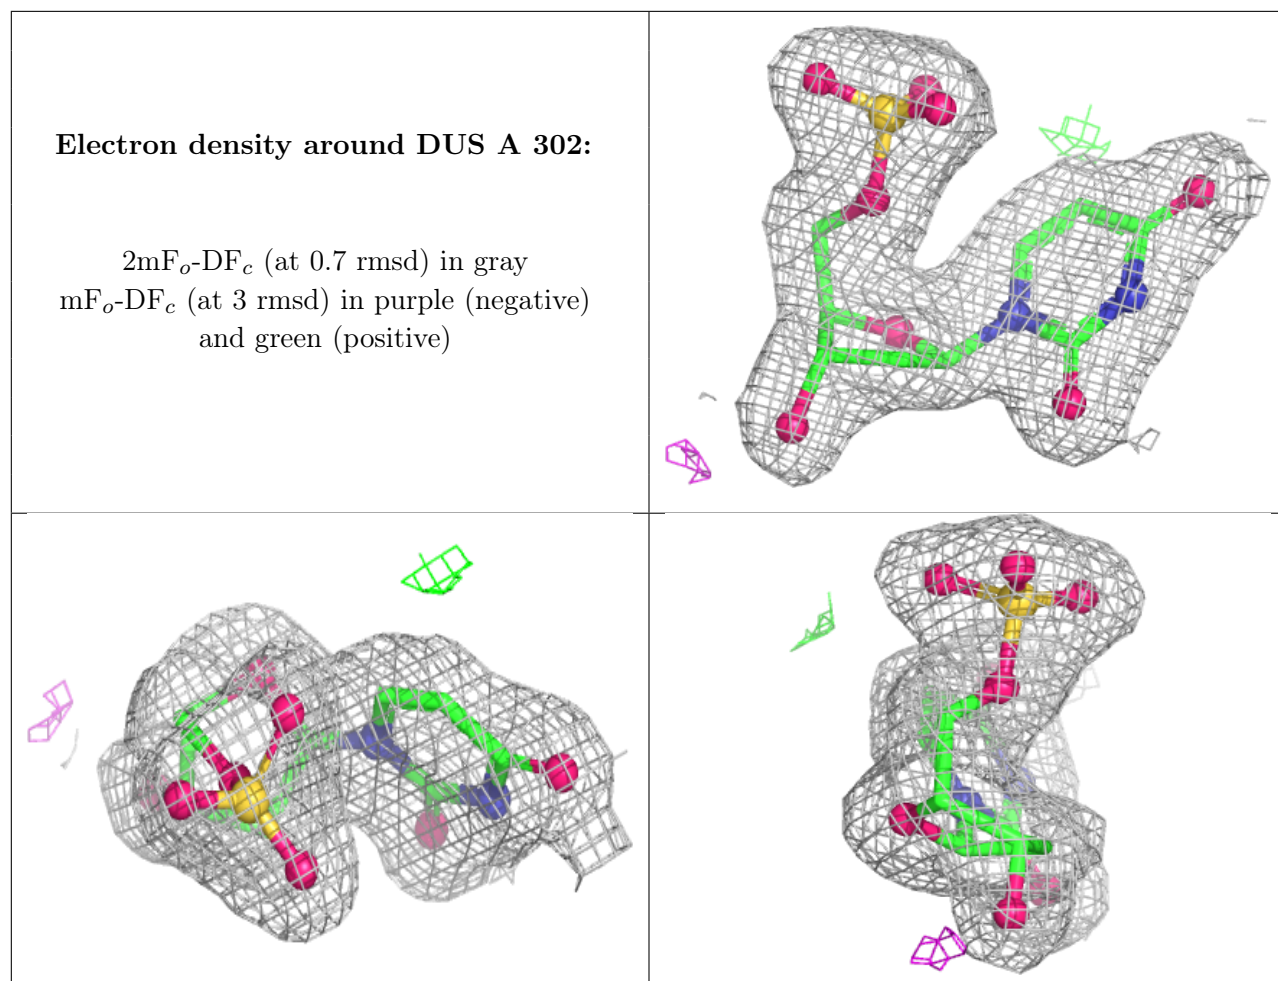 Electron density around DUS A 302:
2mFo-DFc (at 0.7 rmsd) in gray
mFo-DFc (at 3 rmsd) in purple (negative)
and green (positive)